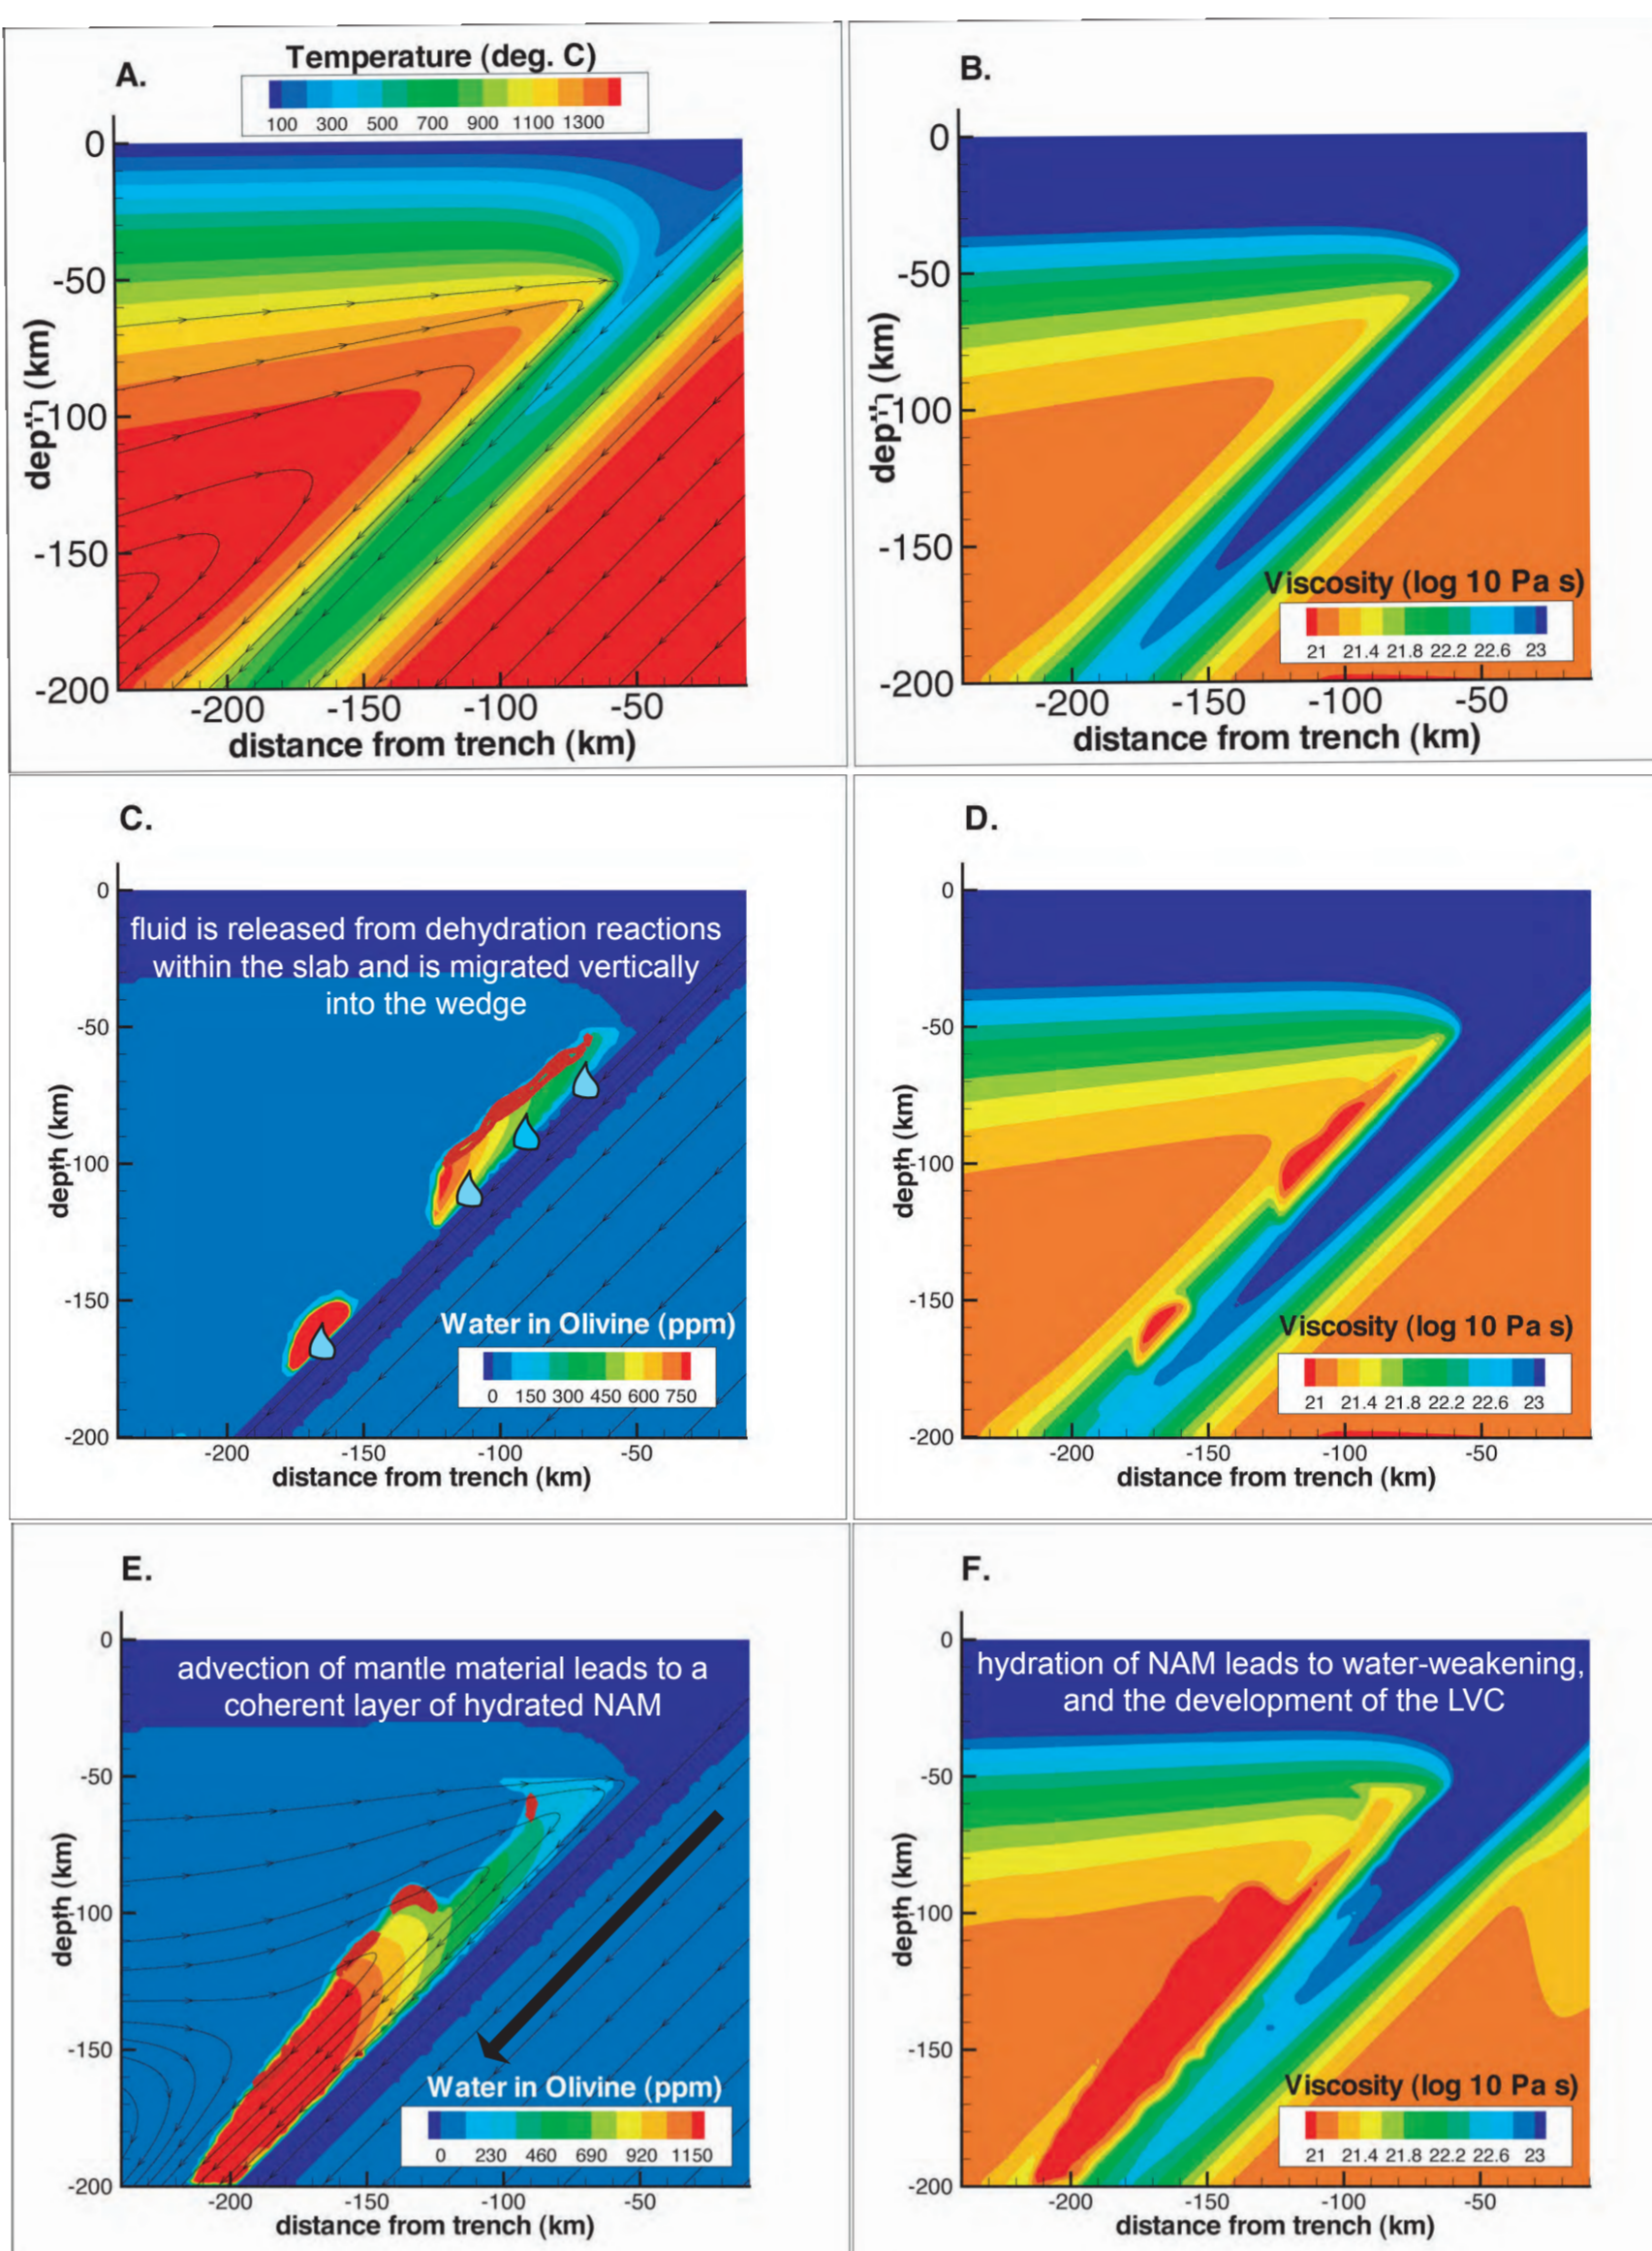 A.
Temperature (deg. C)
100 300 500 700 900 1100 1300
0
-50
-100
-150
-200
depth (km)
-200 -150 -100 -50
distance from trench (km)
B.
0
-50
-100
-150
-200
depth (km)
Viscosity (log 10 Pa s)
21 21.4 21.8 22.2 22.6 23
-200 -150 -100 -50
distance from trench (km)
C.
0
-50
-100
-150
-200
depth (km)
fluid is released from dehydration reactions
within the slab and is migrated vertically
into the wedge
Water in Olivine (ppm)
0 150 300 450 600 750
-200 -150 -100 -50
distance from trench (km)
D.
0
-50
-100
-150
-200
depth (km)
Viscosity (log 10 Pa s)
21 21.4 21.8 22.2 22.6 23
-200 -150 -100 -50
distance from trench (km)
E.
0
-50
-100
-150
-200
depth (km)
advection of mantle material leads to a
coherent layer of hydrated NAM
Water in Olivine (ppm)
0 230 460 690 920 1150
-200 -150 -100 -50
distance from trench (km)
F.
0
-50
-100
-150
-200
depth (km)
hydration of NAM leads to water-weakening,
and the development of the LVC
Viscosity (log 10 Pa s)
21 21.4 21.8 22.2 22.6 23
-200 -150 -100 -50
distance from trench (km)